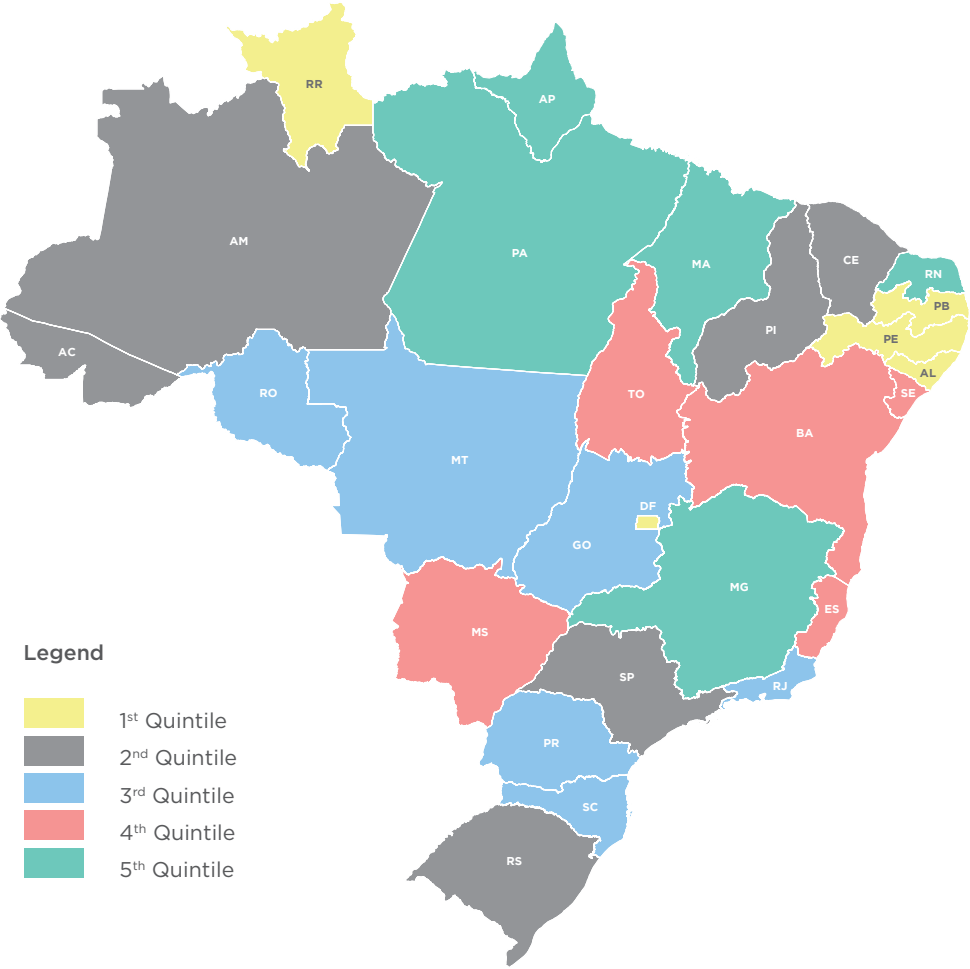 RR
AP
AM
PA
MA
CE
RN
PB
PI
PE
AC
AL
RO
TO
SE
BA
MT
DF
GO
MG
ES
MS
SP
RJ
PR
SC
RS
Legend
1st Quintile
2nd Quintile
3rd Quintile
4th Quintile
5th Quintile